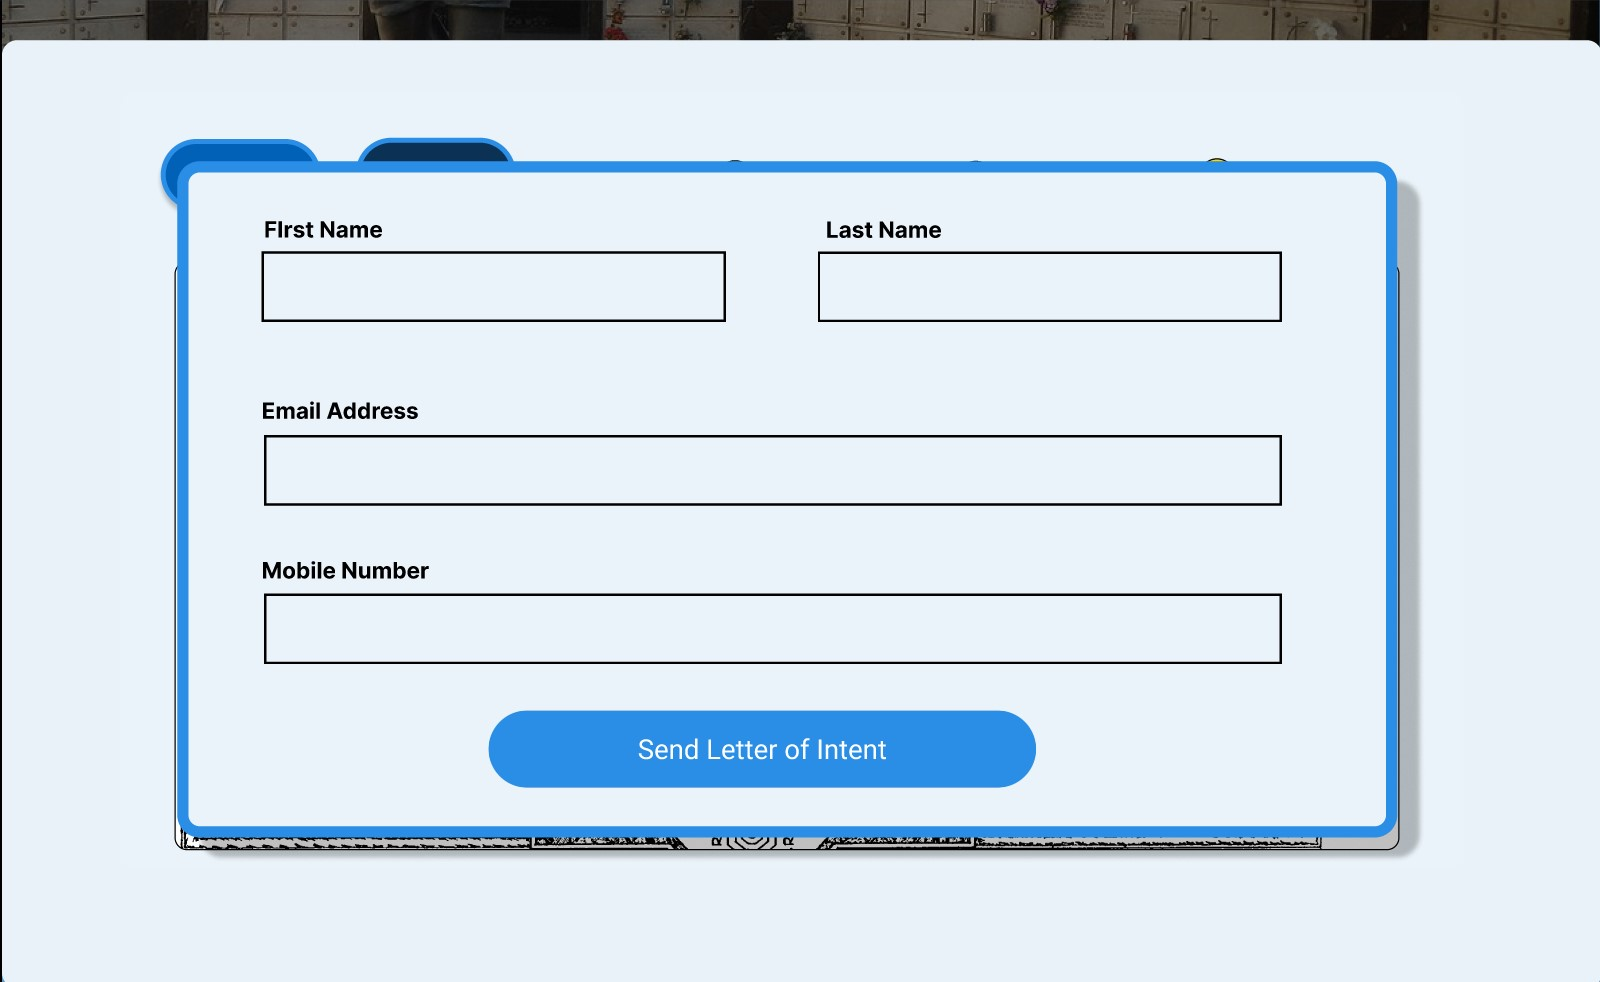 FIrst Name
Last Name
Email Address
Mobile Number
Send Letter of Intent